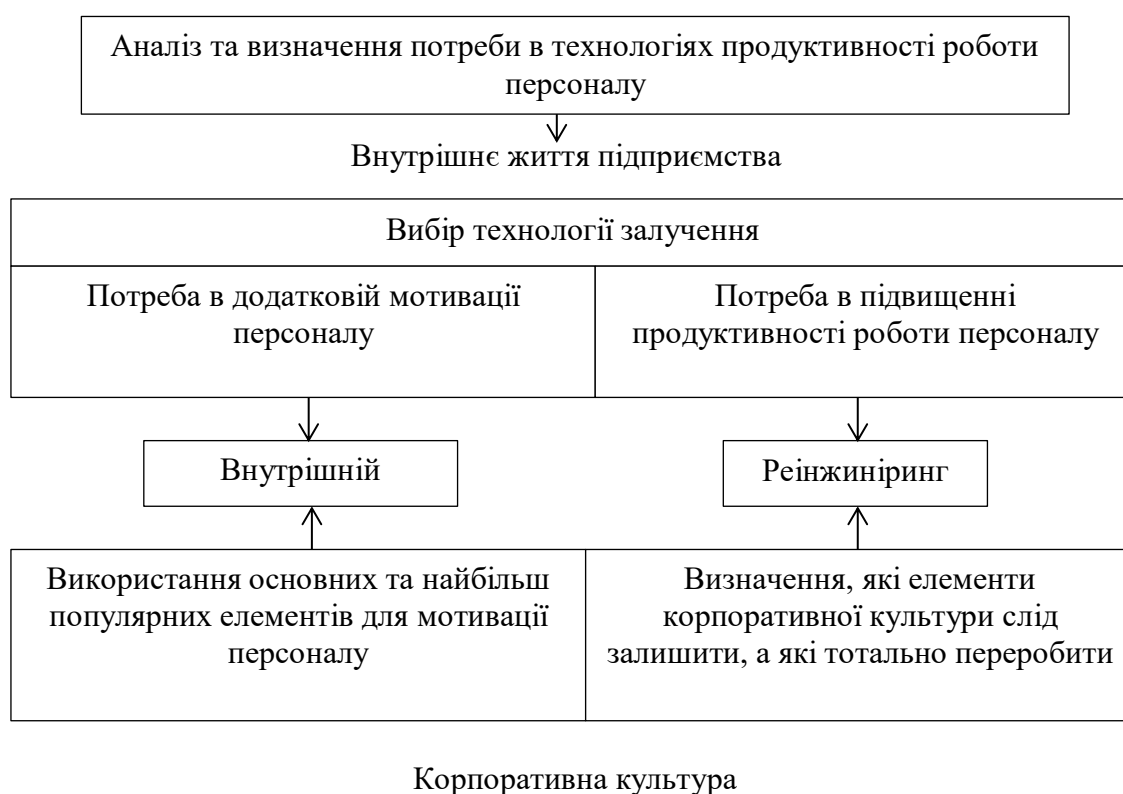 Аналіз та визначення потреби в технологіях продуктивності роботи
персоналу
Внутрішнє життя підприємства
Вибір технології залучення
Потреба в додатковій мотивації
персоналу
Потреба в підвищенні
продуктивності роботи персоналу
Внутрішній
Реінжиніринг
Використання основних та найбільш
популярних елементів для мотивації
персоналу
Визначення, які елементи
корпоративної культури слід
залишити, а які тотально переробити
Корпоративна культура